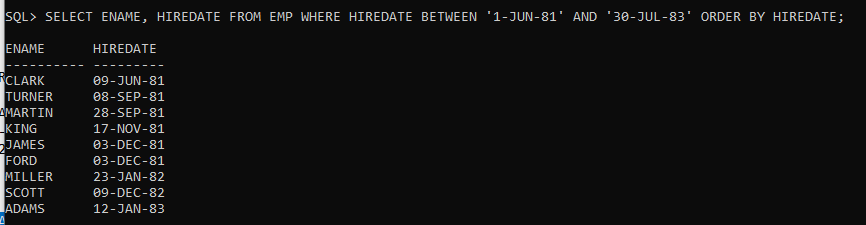 SQL> SELECT ENAME, HIREDATE FROM EMP WHERE HIREDATE BETWEEN '1-JUN-81' AND '30-JUL-83' ORDER BY HIREDATE;
ENAME      HIREDATE
---------- ---------
CLARK      09-JUN-81
TURNER     08-SEP-81
MARTIN     28-SEP-81
KING       17-NOV-81
JAMES      03-DEC-81
FORD       03-DEC-81
MILLER     23-JAN-82
SCOTT      09-DEC-82
ADAMS      12-JAN-83